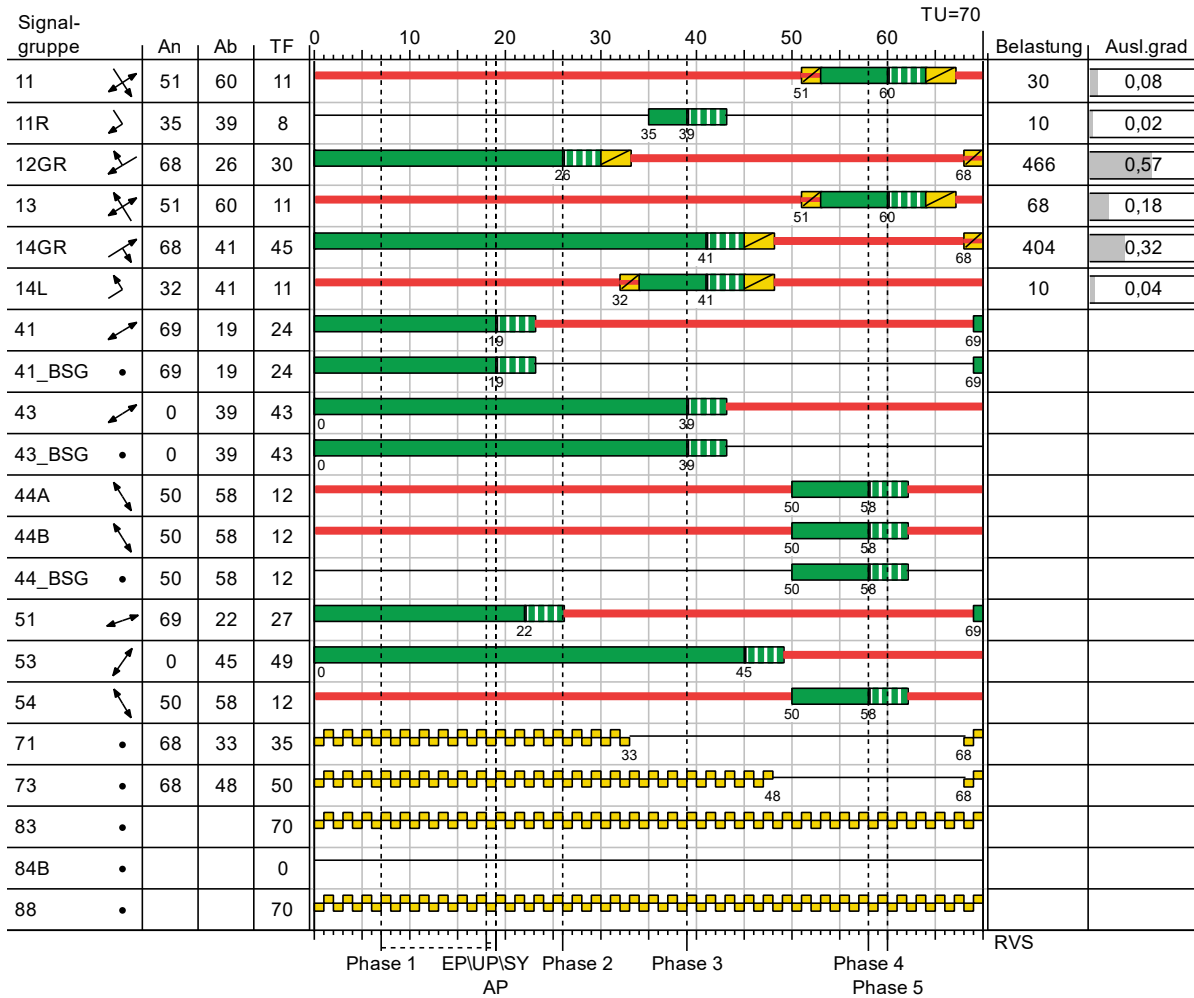 TU=70
Signal-
gruppe An Ab TF 0 10 20 30 40 50 60 Belastung Ausl.grad
11 51 60 11 51 60 30 0,08
11R 35 39 8 35 39 10 0,02
12GR 68 26 30 26 68 466 0,57
13 51 60 11 51 60 68 0,18
14GR 68 41 45 41 68 404 0,32
14L 32 41 11 32 41 10 0,04
41 69 19 24 19 69
41_BSG 69 19 24 19 69
43 0 39 43 0 39
43_BSG 0 39 43 0 39
44A 50 58 12 50 58
44B 50 58 12 50 58
44_BSG 50 58 12 50 58
51 69 22 27 22 69
53 0 45 49 0 45
54 50 58 12 50 58
71 68 33 35 33 68
73 68 48 50 48 68
83 70
84B 0
88 70
0 10 20 30 40 50 60 RVS
Phase 1 EP\UP\SY Phase 2 Phase 3 Phase 4
AP Phase 5